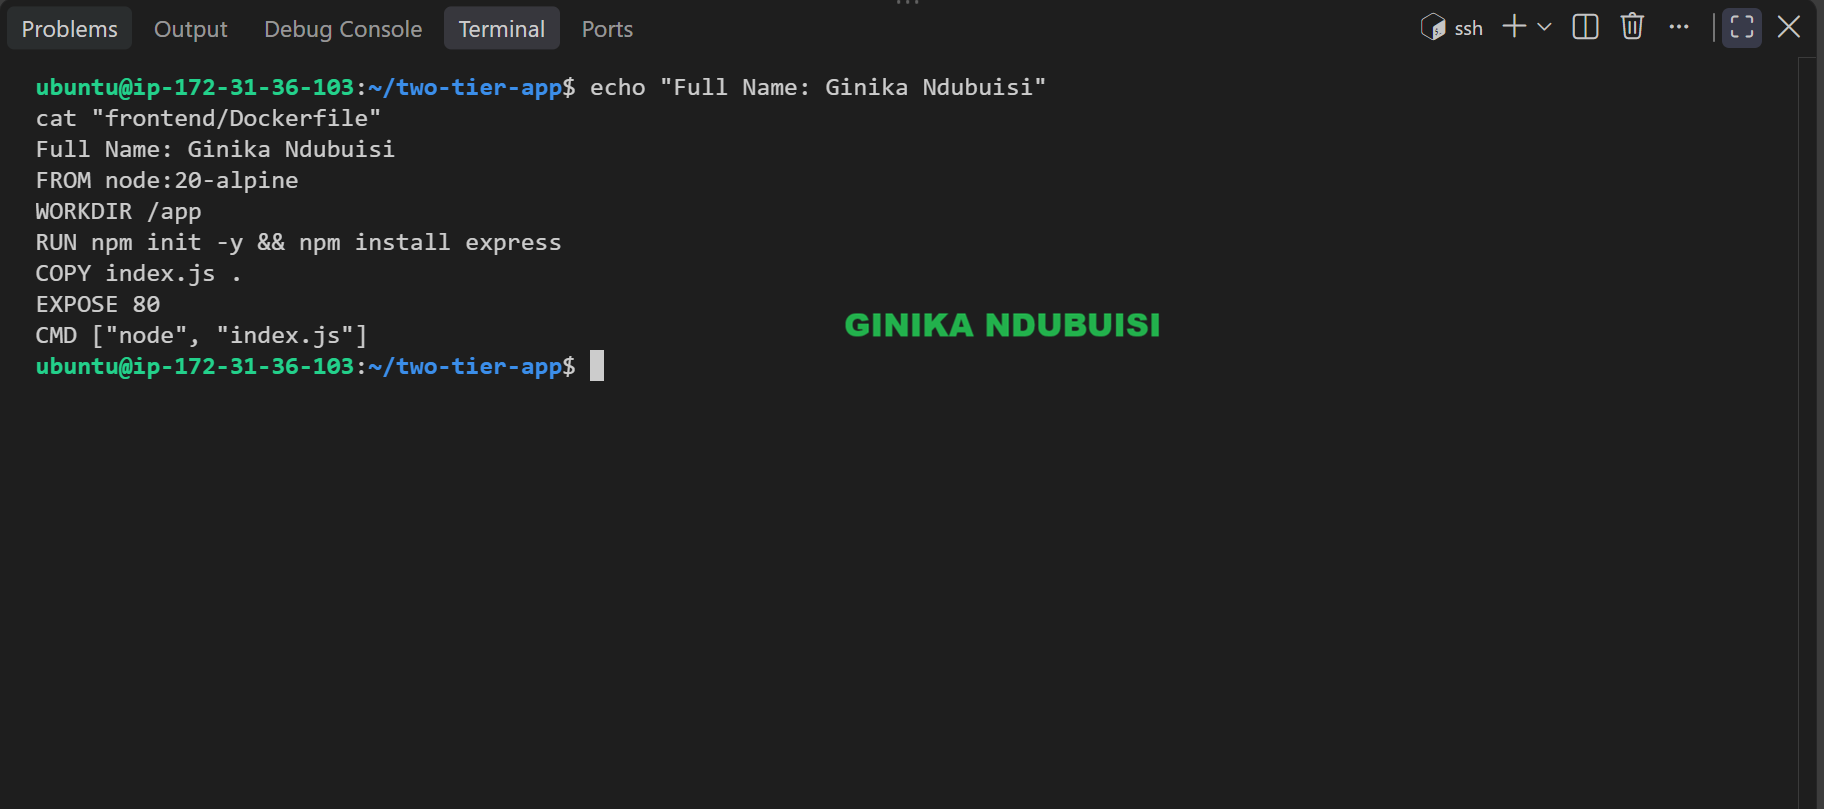 Problems Output Debug Console Terminal Ports ssh
ubuntu@ip-172-31-36-103:~/two-tier-app$ echo "Full Name: Ginika Ndubuisi"
cat "frontend/Dockerfile"
Full Name: Ginika Ndubuisi
FROM node:20-alpine
WORKDIR /app
RUN npm init -y && npm install express
COPY index.js .
EXPOSE 80
GINIKA NDUBUISI
CMD ["node", "index.js"]
ubuntu@ip-172-31-36-103:~/two-tier-app$